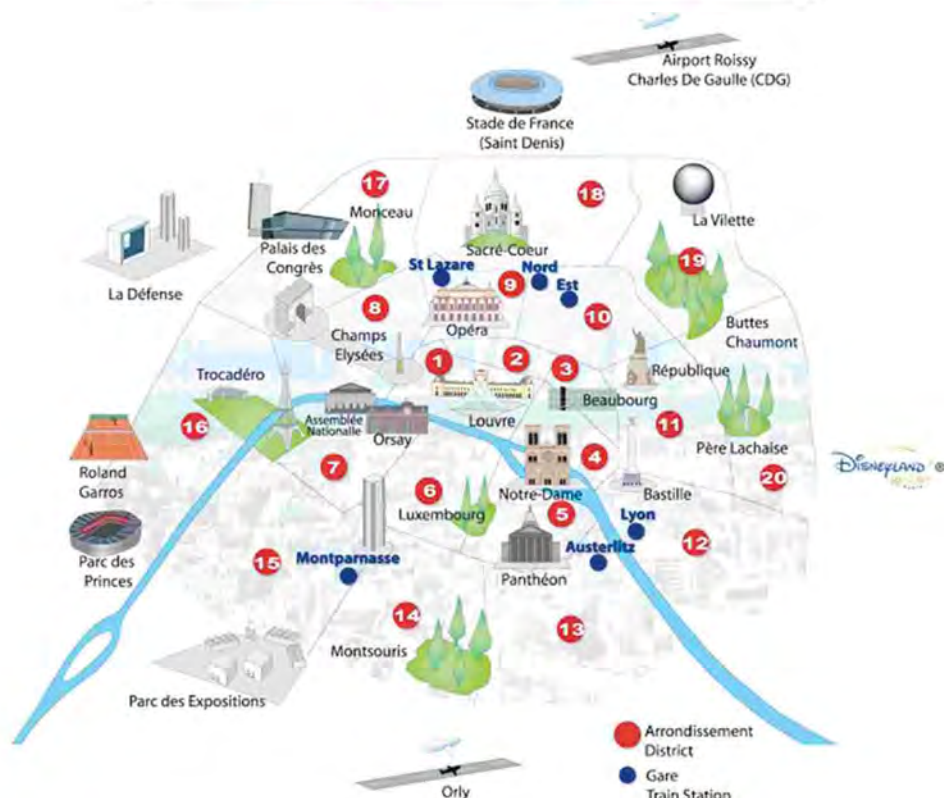 Airport Roissy
Charles De Gaulle (CDG)
Stade de France
(Saint Denis)
17
Monceau
18
La Vilette
Palais des
Congrès
Sacré-Coeur
19
La Défense
St Lazare
9
Nord
Est
8
Opéra
10
Buttes
Chaumont
Champs
Elysées
1
2
3
République
Trocadéro
Louvre
Beaubourg
16
Assemblée
Nationalle
Orsay
11
Père Lachaise
Roland
Garros
7
4
20
DISNEYLAND ®
6
Luxembourg
Notre-Dame
Bastille
5
Lyon
12
Parc des
Princes
15
Montparnasse
Panthéon
Austerlitz
14
Montsouris
13
Parc des Expositions
Arrondissement
District
Gare
Train Station
Orly